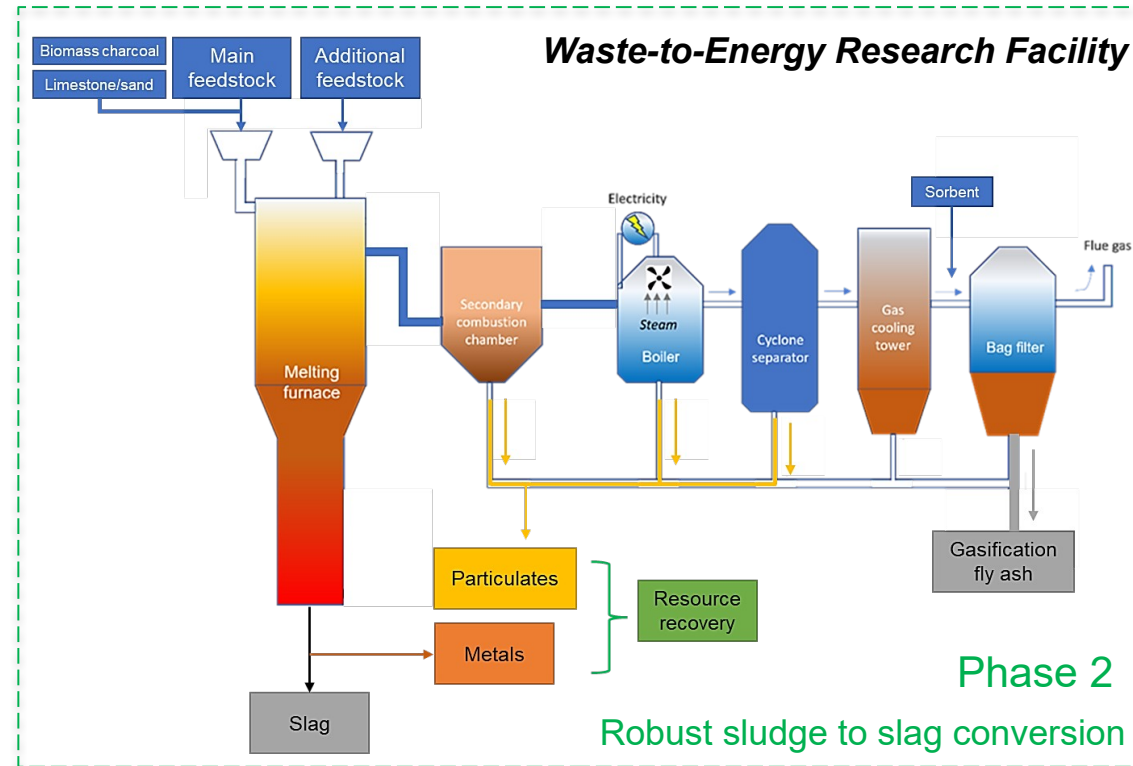 Waste-to-Energy Research Facility
Biomass charcoal
Limestone/sand
Main
feedstock
Additional
feedstock
Sorbent
Electricity
Flue gas
Melting
furnace
Secondary
combustion
chamber
Steam
Boiler
Cyclone
separator
Gas
cooling
tower
Bag filter
Particulates
Metals
Resource
recovery
Gasification
fly ash
Slag
Phase 2
Robust sludge to slag conversion